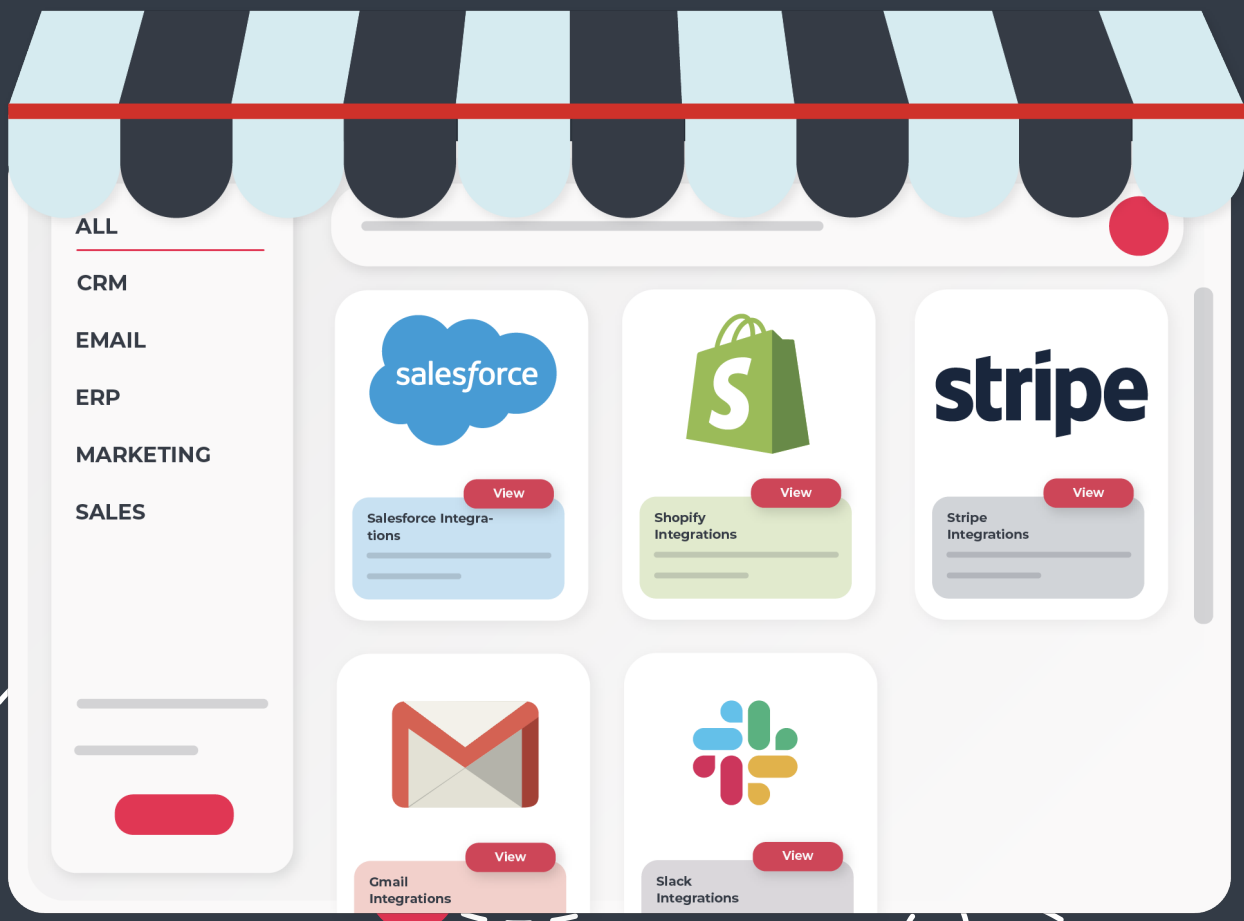 ALL
CRM
EMAIL
ERP
MARKETING
SALES
salesforce
View
Salesforce Integra-
tions
S
View
Shopify
Integrations
stripe
View
Stripe
Integrations
View
Gmail
Integrations
View
Slack
Integrations